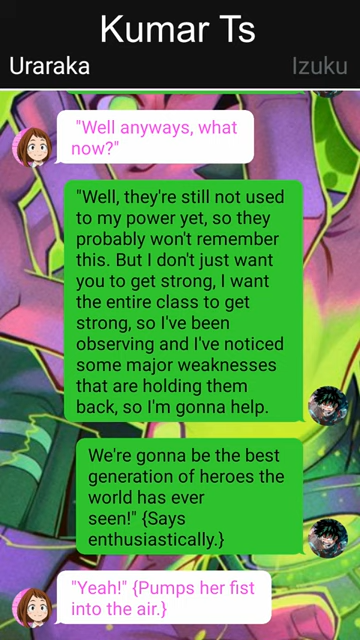 Kumar Ts
Uraraka
Izuku
"Well anyways, what
now?"
"Well, they're still not used
to my power yet, so they
probably won't remember
this. But I don't just want
you to get strong, I want
the entire class to get
strong, so I've been
observing and I've noticed
some major weaknesses
that are holding them
back, so I'm gonna help.
We're gonna be the best
generation of heroes the
world has ever
seen!" {Says
enthusiastically.}
"Yeah!" {Pumps her fist
into the air.}